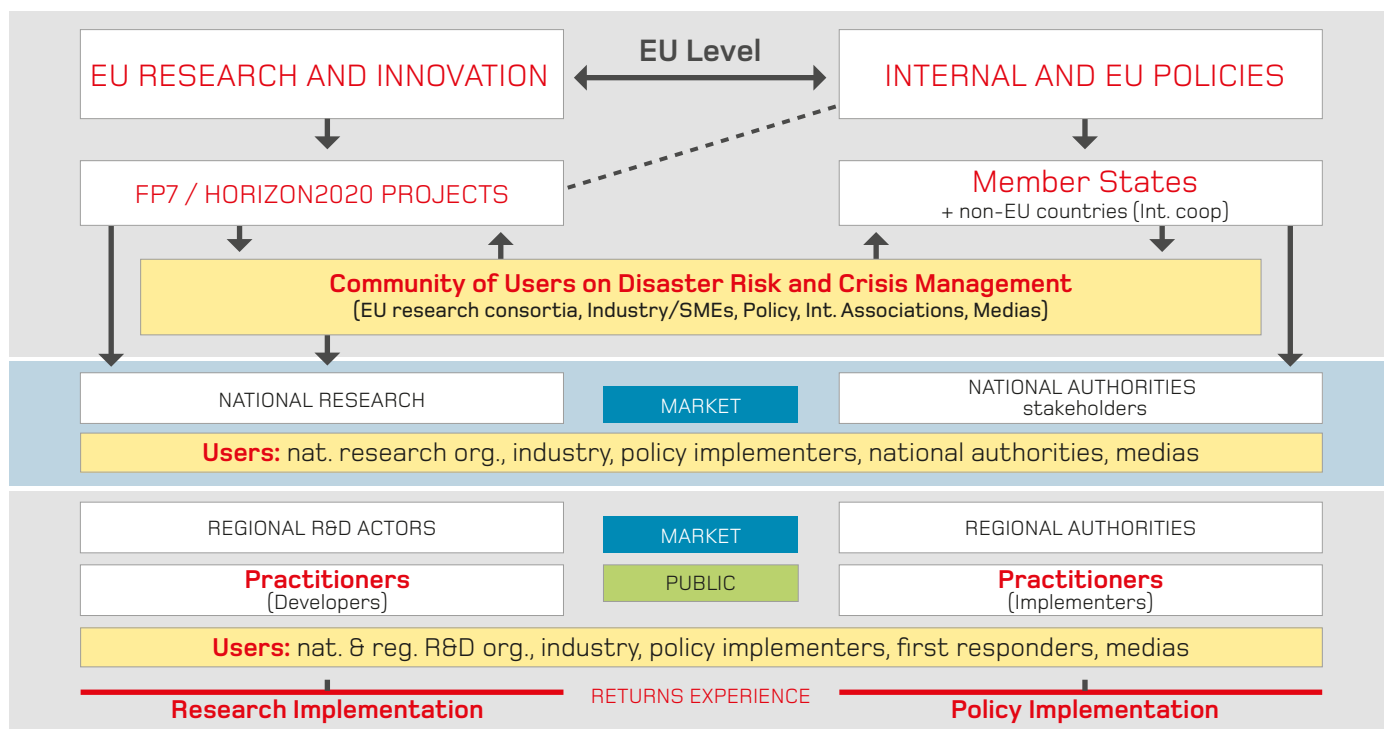 EU Level
EU RESEARCH AND INNOVATION
INTERNAL AND EU POLICIES
FP7 / HORIZON2020 PROJECTS
Member States
+ non-EU countries (Int. coop)
Community of Users on Disaster Risk and Crisis Management
(EU research consortia, Industry/SMEs, Policy, Int. Associations, Medias)
NATIONAL RESEARCH
MARKET
NATIONAL AUTHORITIES
stakeholders
Users: nat. research org., industry, policy implementers, national authorities, medias
REGIONAL R&D ACTORS
MARKET
REGIONAL AUTHORITIES
Practitioners
(Developers)
PUBLIC
Practitioners
(Implementers)
Users: nat. & reg. R&D org., industry, policy implementers, first responders, medias
Research Implementation
RETURNS EXPERIENCE
Policy Implementation